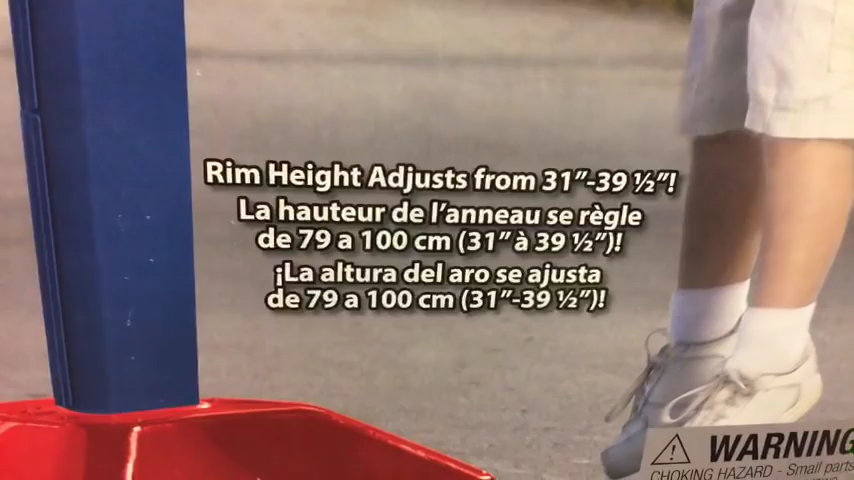 Rim Height Adjusts from 31”-39 ½”!
La hauteur de l’anneau se règle
de 79 a 100 cm (31” à 39 ½”)!
¡La altura del aro se ajusta
de 79 a 100 cm (31”-39 ½”)!
WARNING
CHOKING HAZARD - Small parts